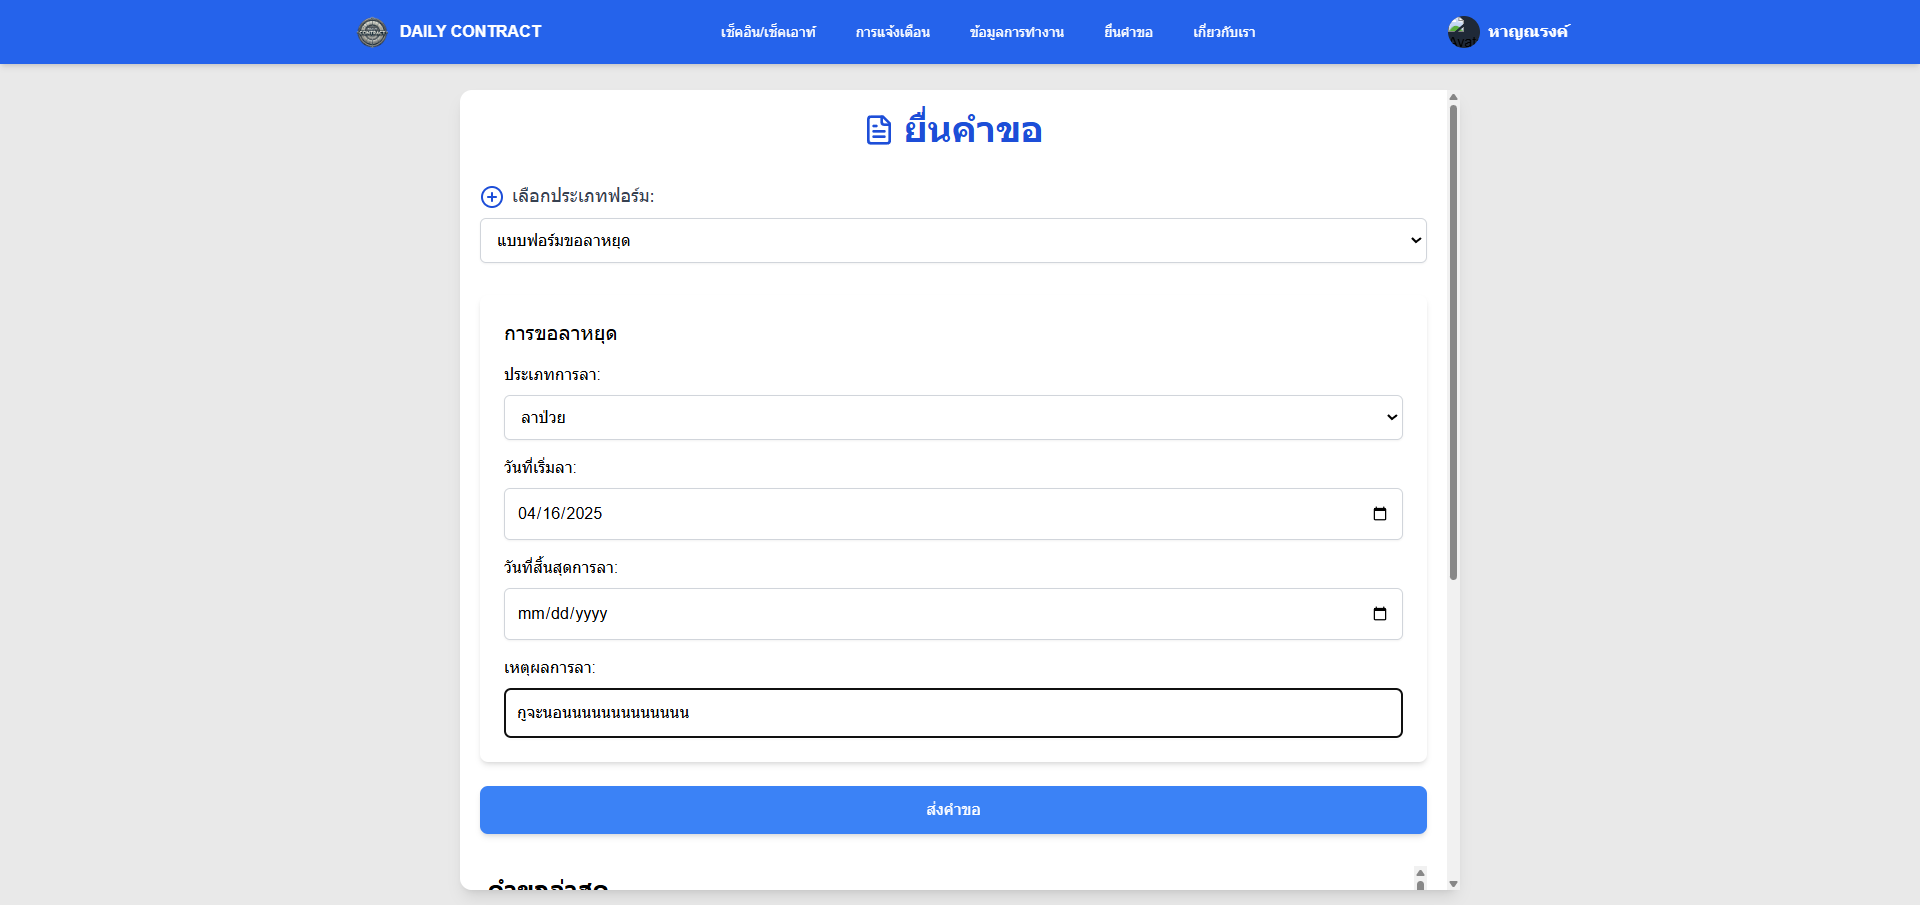 DAILY CONTRACT
เช็คอิน/เช็คเอาท์
การแจ้งเตือน
ข้อมูลการทำงาน
ยื่นคำขอ
เกี่ยวกับเรา
หาญณรงค์
ยื่นคำขอ
เลือกประเภทฟอร์ม:
แบบฟอร์มขอลาหยุด
การขอลาหยุด
ประเภทการลา:
ลาป่วย
วันที่เริ่มลา:
04/16/2025
วันที่สิ้นสุดการลา:
mm/dd/yyyy
เหตุผลการลา:
กูจะนอนนนนนนนนนนนนน
ส่งคำขอ
คำขอล่าสุด